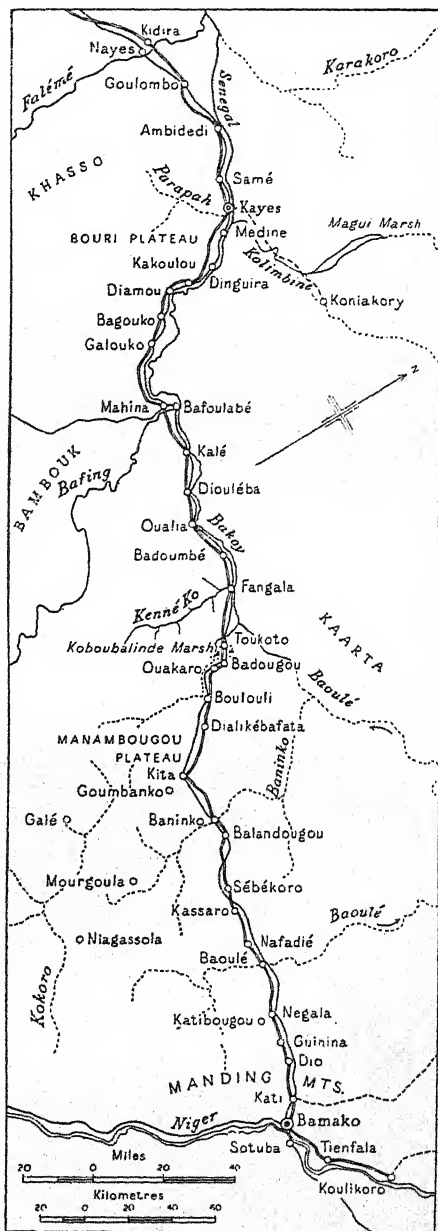 Kidira
Nayes
Falémé
Goulombo
Senegal
Karakoro
Ambidedi
KHASSO
Samé
Parapah
Kayes
BOURI PLATEAU
Medine
Magui Marsh
Kakoulou
Kolimbiné
Dinguira
Diamou
Koniakary
Bagouko
Galouko
N
Mahina
Bafoulabé
BAMBOUK
Bafing
Kalé
Diouléba
Oualia
Bakoy
Badoumbé
Fangala
Kenné Ko
KAARTA
Koboubalinde Marsh
Toukoto
Badougou
Ouakaro
Baoulé
Boulouli
Dialikébafata
MANAMBOUGOU
PLATEAU
Baninko
Kita
Goumbanko
Galé
Baninko
Balandougou
Mourgoula
Sébékoro
Kassaro
Baoulé
Niagassola
Nafadié
Baoulé
Kokoro
Negala
Katibougou
Guinina
Dio
MANDING MTS.
Kati
Niger
Bamako
Sotuba
Tienfala
Koulikoro
Miles
20 0 20 40
Kilometres
20 0 20 40 60